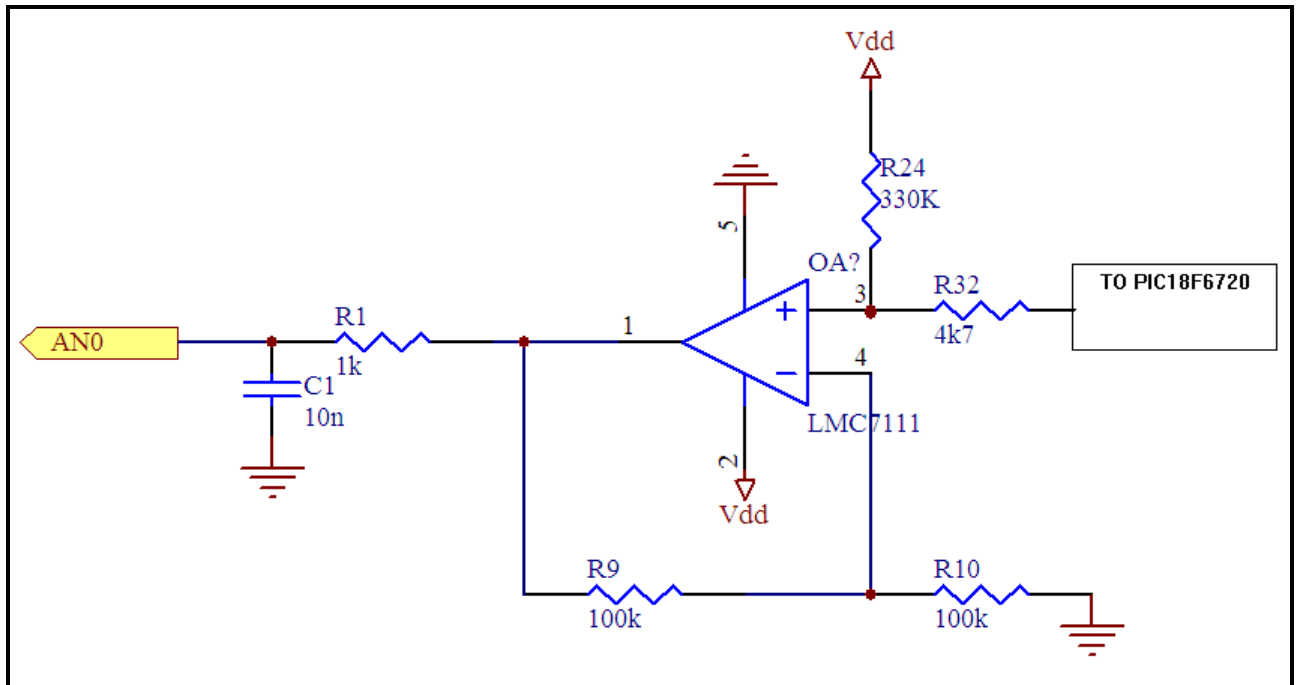 Vdd
R24
330K
5
OA?
3
R32
4k7
TO PIC18F6720
AN0
R1
1k
1
4
C1
10n
LMC7111
2
Vdd
R9
100k
R10
100k